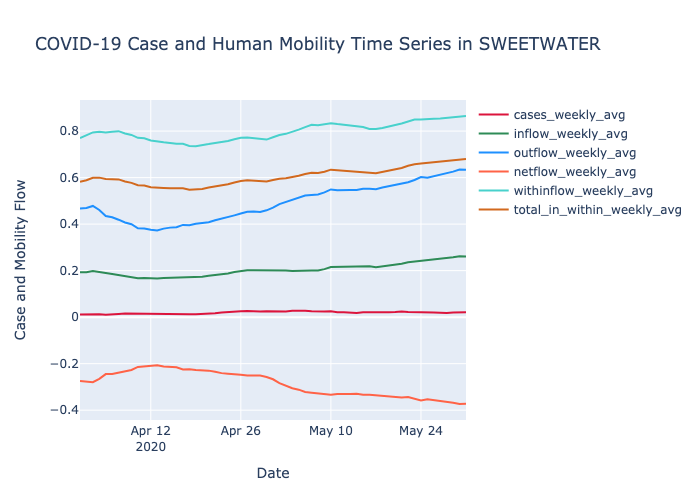 COVID-19 Case and Human Mobility Time Series in SWEETWATER
Case and Mobility Flow
0.8
0.6
0.4
0.2
0
−0.2
−0.4
Apr 12
2020
Apr 26
May 10
May 24
Date
cases_weekly_avg
inflow_weekly_avg
outflow_weekly_avg
netflow_weekly_avg
withinflow_weekly_avg
total_in_within_weekly_avg